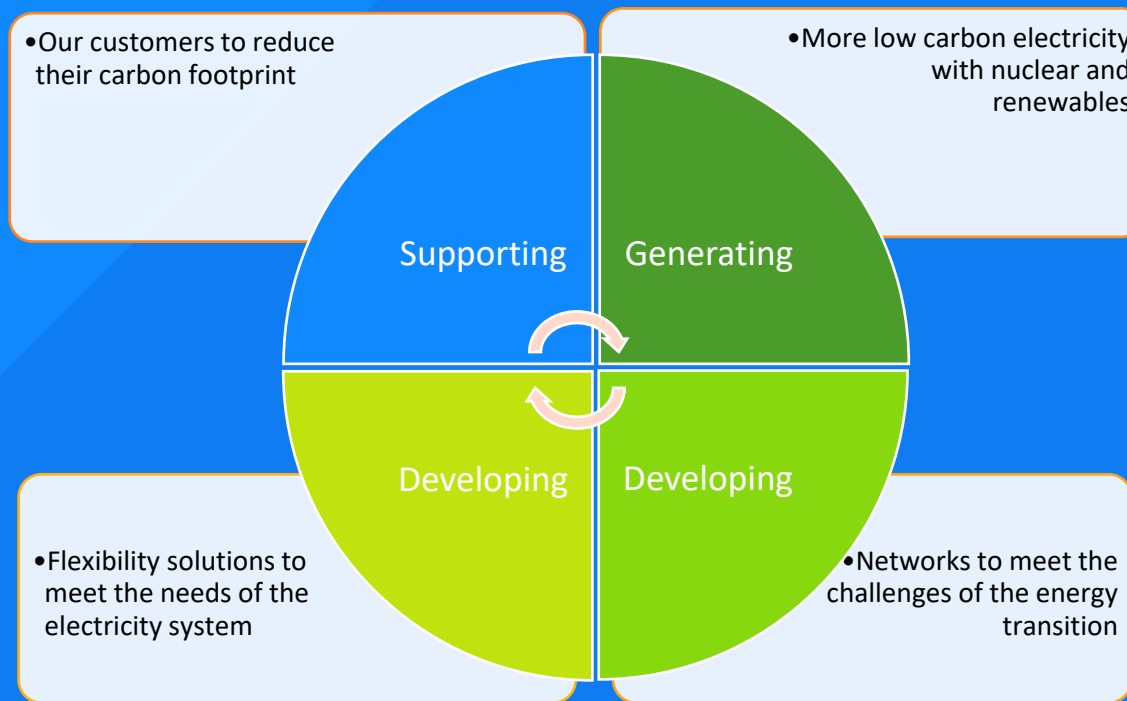 •Our customers to reduce
their carbon footprint
•More low carbon electricity
with nuclear and
renewables
Supporting
Generating
Developing
Developing
•Flexibility solutions to
meet the needs of the
electricity system
•Networks to meet the
challenges of the energy
transition